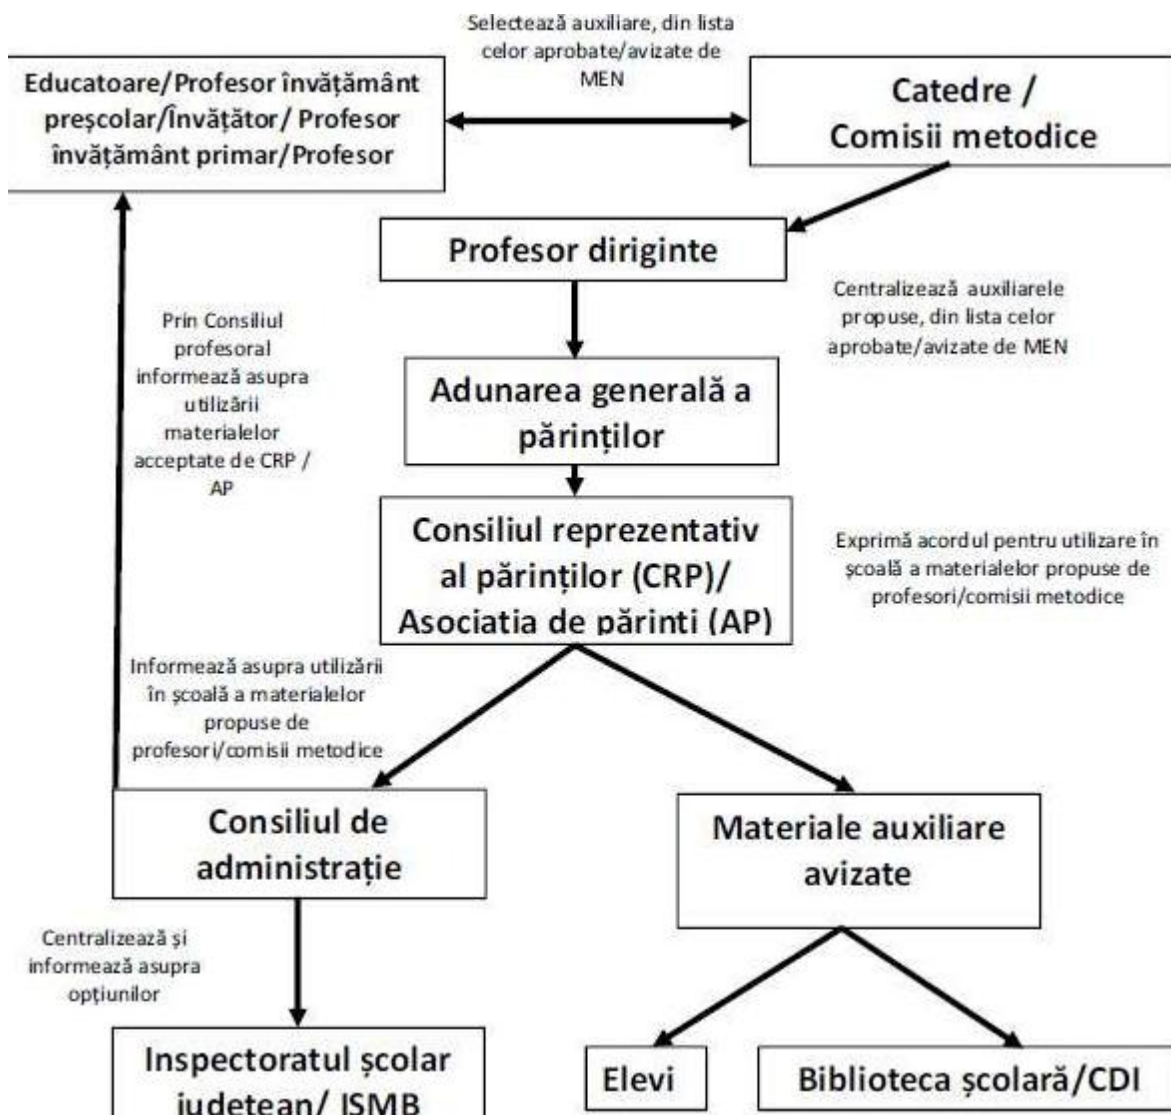 Selectează auxiliare, din lista
celor aprobate/avizate de
MEN
Educatoare/Profesor învățământ
preșcolar/Învățător/ Profesor
învățământ primar/Profesor
Catedre /
Comisii metodice
Profesor diriginte
Centralizează auxiliarele
propuse, din lista celor
aprobate/avizate de MEN
Prin Consiliul
profesoral
informează asupra
utilizării
materialelor
acceptate de CRP /
AP
Adunarea generală a
părinților
Consiliul reprezentativ
al părinților (CRP)/
Asociatia de părinti (AP)
Exprimă acordul pentru utilizare în
școală a materialelor propuse de
profesori/comisii metodice
Informează asupra utilizării
în școală a materialelor
propuse de
profesori/comisii metodice
Consiliul de
administrație
Materiale auxiliare
avizate
Centralizează și
informează asupra
opțiunilor
Inspectoratul școlar
județean/ ISMB
Elevi
Biblioteca școlară/CDI